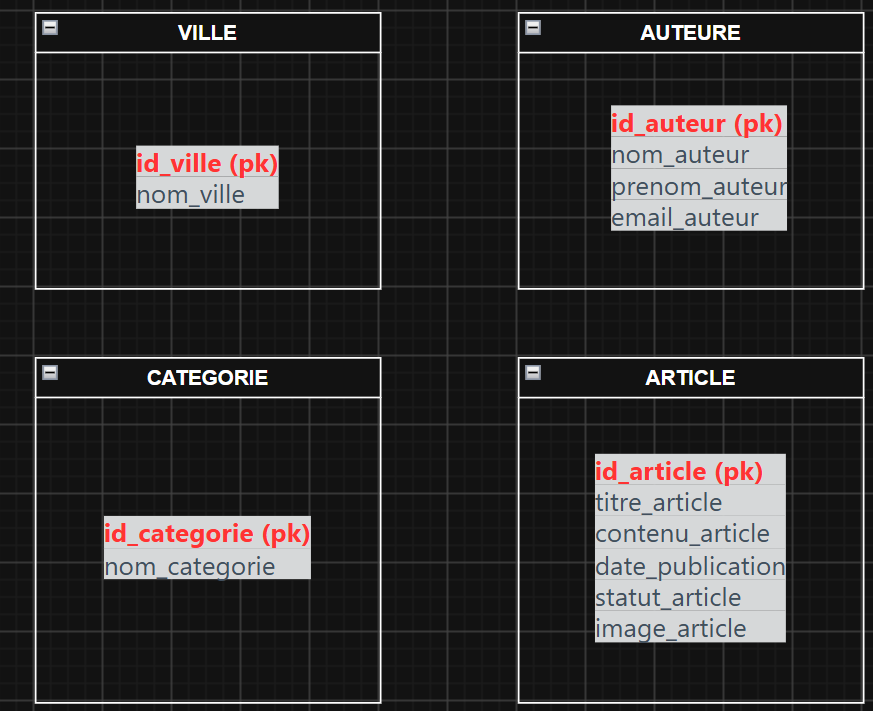 VILLE
id_ville (pk)
nom_ville
AUTEURE
id_auteur (pk)
nom_auteur
prenom_auteur
email_auteur
CATEGORIE
id_categorie (pk)
nom_categorie
ARTICLE
id_article (pk)
titre_article
contenu_article
date_publication
statut_article
image_article